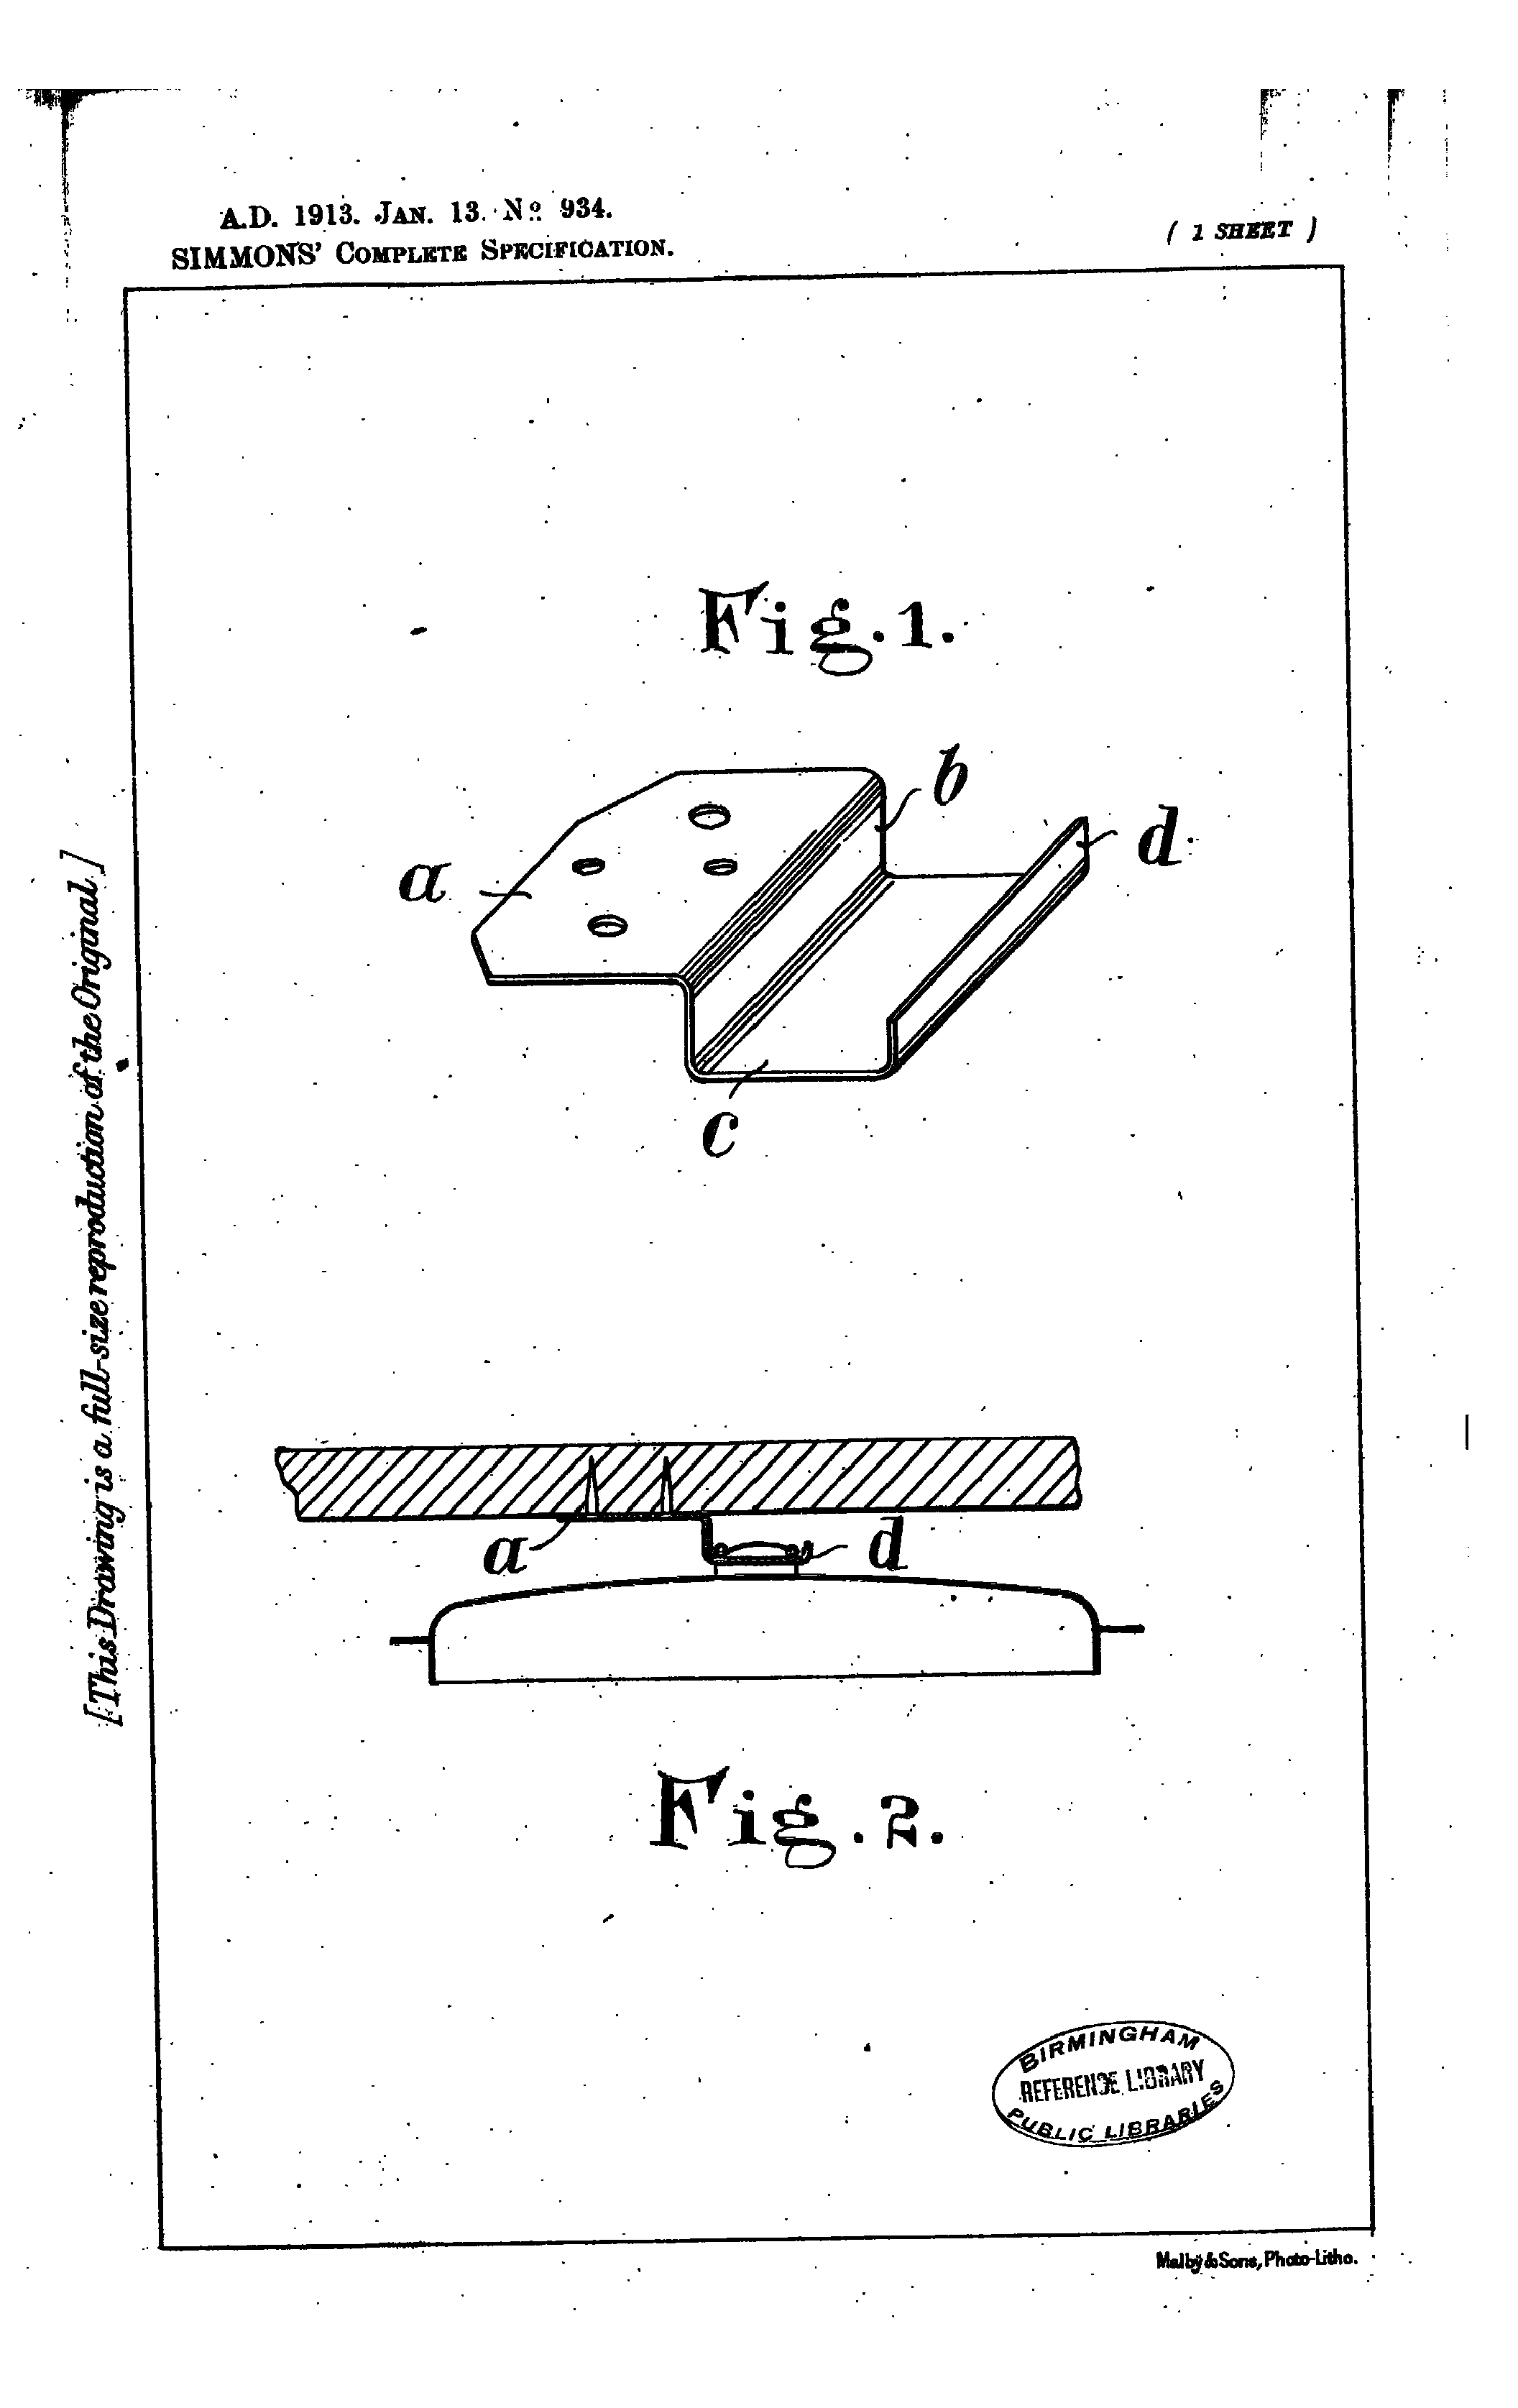 A.D. 1913. JAN. 13. No 934.
SIMMONS' COMPLETE SPECIFICATION.
( 1 SHEET )
[This Drawing is a full-size reproduction of the Original.]
Fig. 1.
a
b
c
d
a
d
Fig. 2.
BIRMINGHAM
REFERENCE LIBRARY
PUBLIC LIBRARIES
Malby & Sons, Photo-Litho.